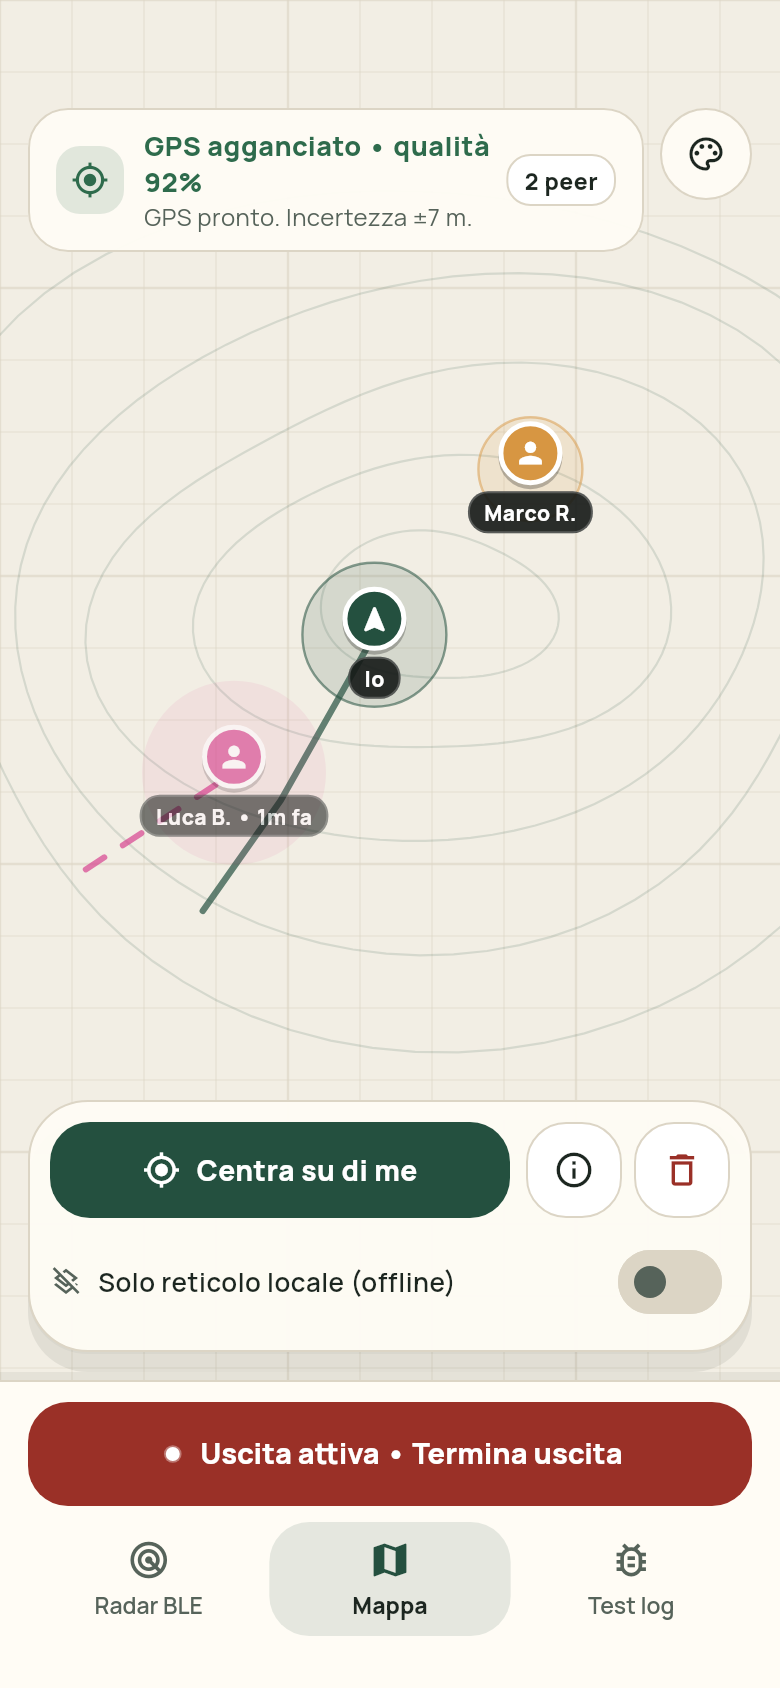 GPS agganciato • qualità
92%
GPS pronto. Incertezza ±7 m.
2 peer
Marco R.
Io
Luca B. • 1m fa
Centra su di me
Solo reticolo locale (offline)
Uscita attiva • Termina uscita
Radar BLE
Mappa
Test log